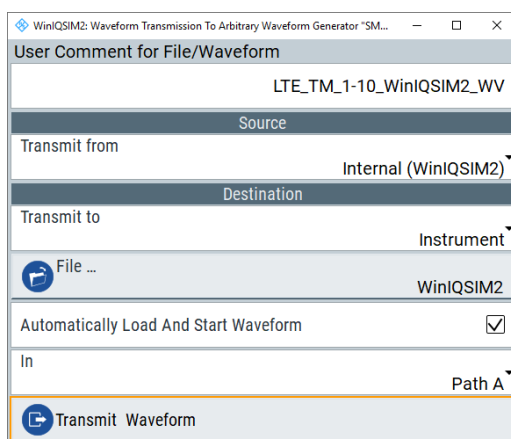 WinIQSIM2: Waveform Transmission To Arbitrary Waveform Generator "SM...
User Comment for File/Waveform
LTE_TM_1-10_WinIQSIM2_WV
Source
Transmit from
Internal (WinIQSIM2)
Destination
Transmit to
Instrument
File ...
WinIQSIM2
Automatically Load And Start Waveform
In
Path A
Transmit Waveform